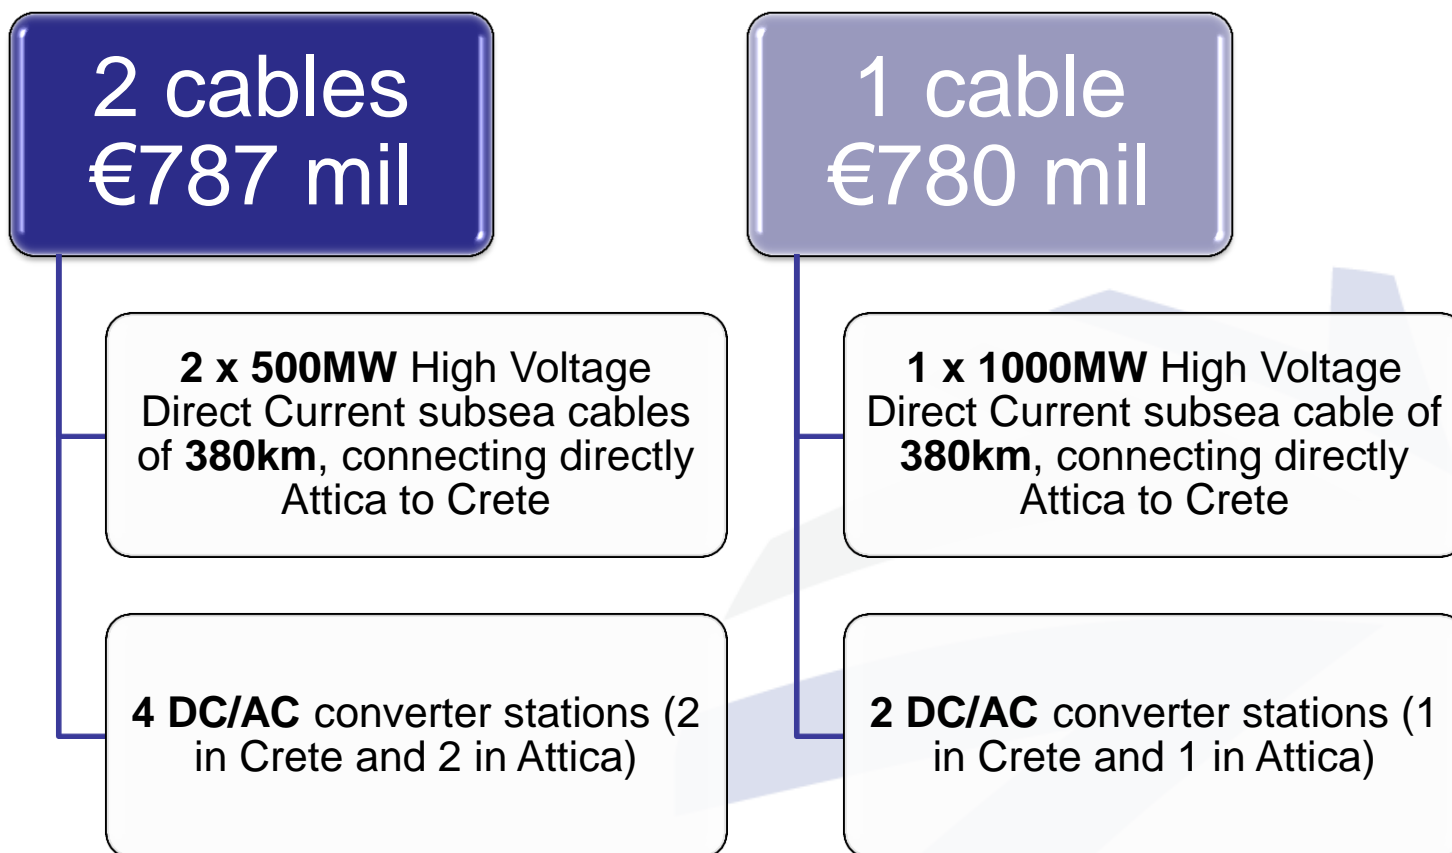 2 cables
€787 mil
2 x 500MW High Voltage
Direct Current subsea cables
of 380km, connecting directly
Attica to Crete
4 DC/AC converter stations (2
in Crete and 2 in Attica)
1 cable
€780 mil
1 x 1000MW High Voltage
Direct Current subsea cable of
380km, connecting directly
Attica to Crete
2 DC/AC converter stations (1
in Crete and 1 in Attica)